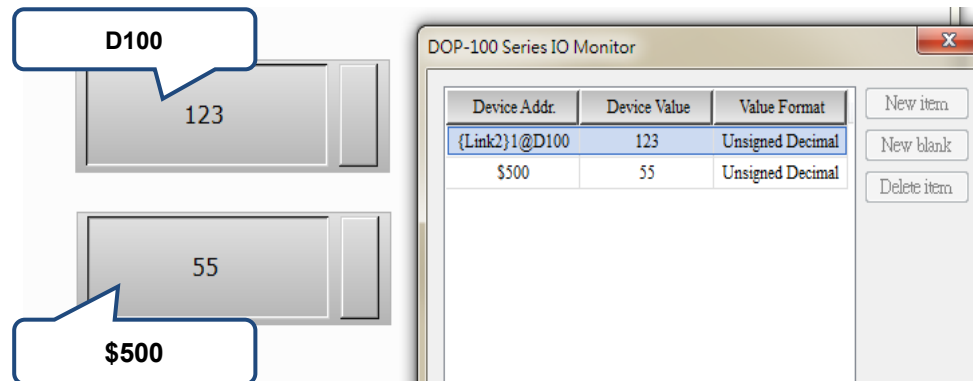 D100
123
55
$500
DOP-100 Series IO Monitor
x
Device Addr. Device Value Value Format
{Link2}1@D100 123 Unsigned Decimal
$500 55 Unsigned Decimal
New item
New blank
Delete item